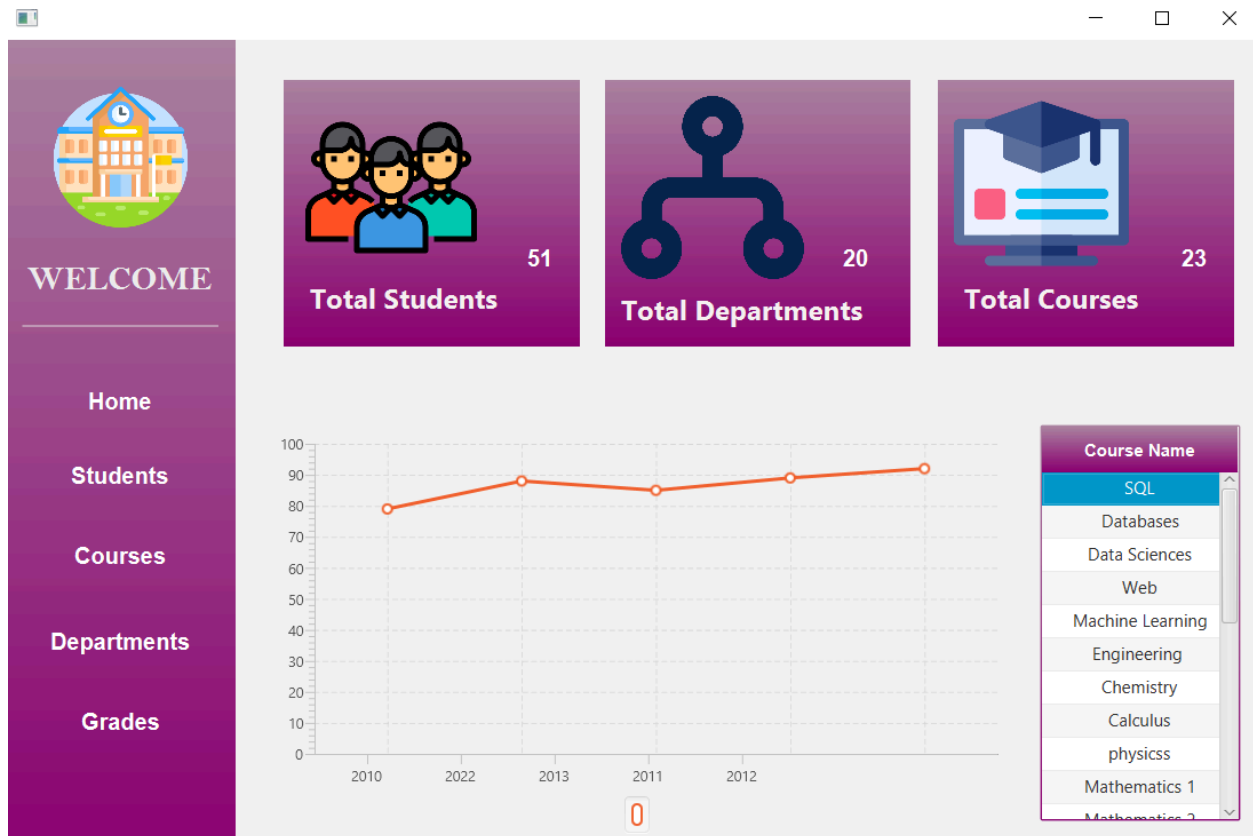 WELCOME
Home
Students
Courses
Departments
Grades
51
Total Students
20
Total Departments
23
Total Courses
100
90
80
70
60
50
40
30
20
10
0
2010 2022 2013 2011 2012
Course Name
SQL
Databases
Data Sciences
Web
Machine Learning
Engineering
Chemistry
Calculus
physicss
Mathematics 1
Mathematics 2